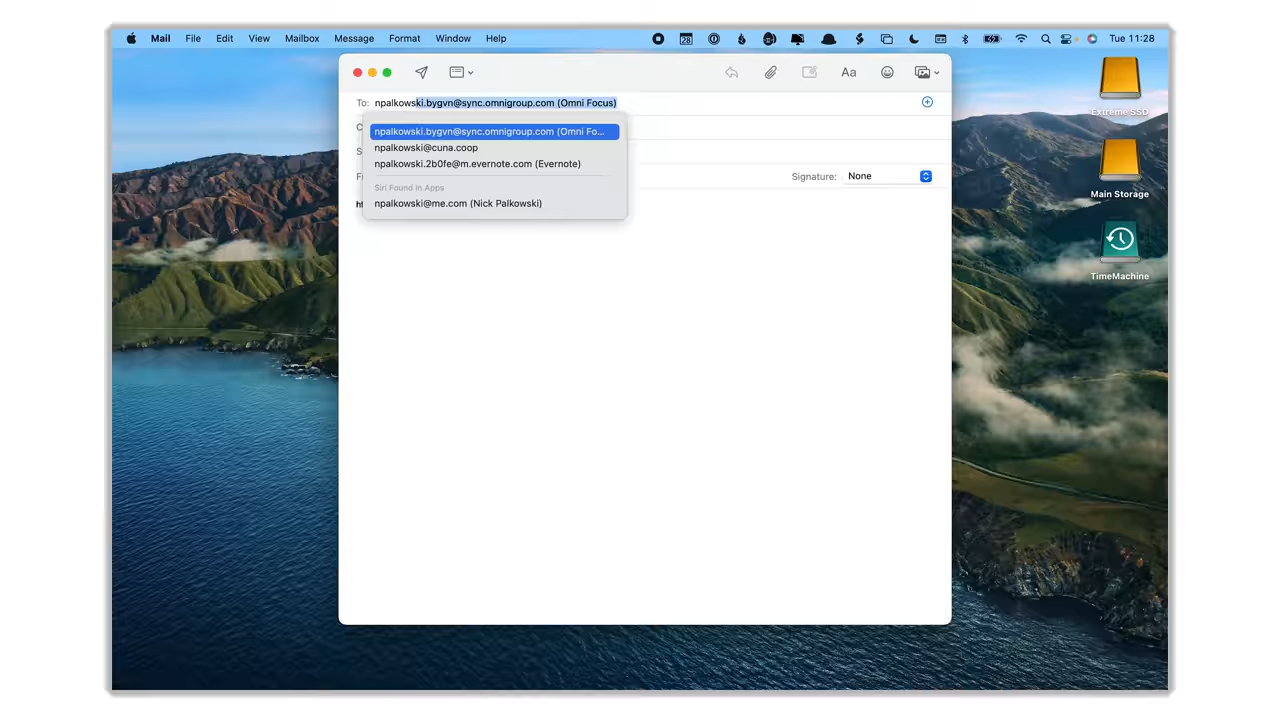 Mail File Edit View Mailbox Message Format Window Help 28 Tue 11:28
Aa
To: npalkowski.bygvn@sync.omnigroup.com (Omni Focus)
C
npalkowski.bygvn@sync.omnigroup.com (Omni Fo...
npalkowski@cuna.coop
S
npalkowski.2b0fe@m.evernote.com (Evernote)
F
Signature: None
Siri Found in Apps
npalkowski@me.com (Nick Palkowski)
ht
Extreme SSD
Main Storage
TimeMachine